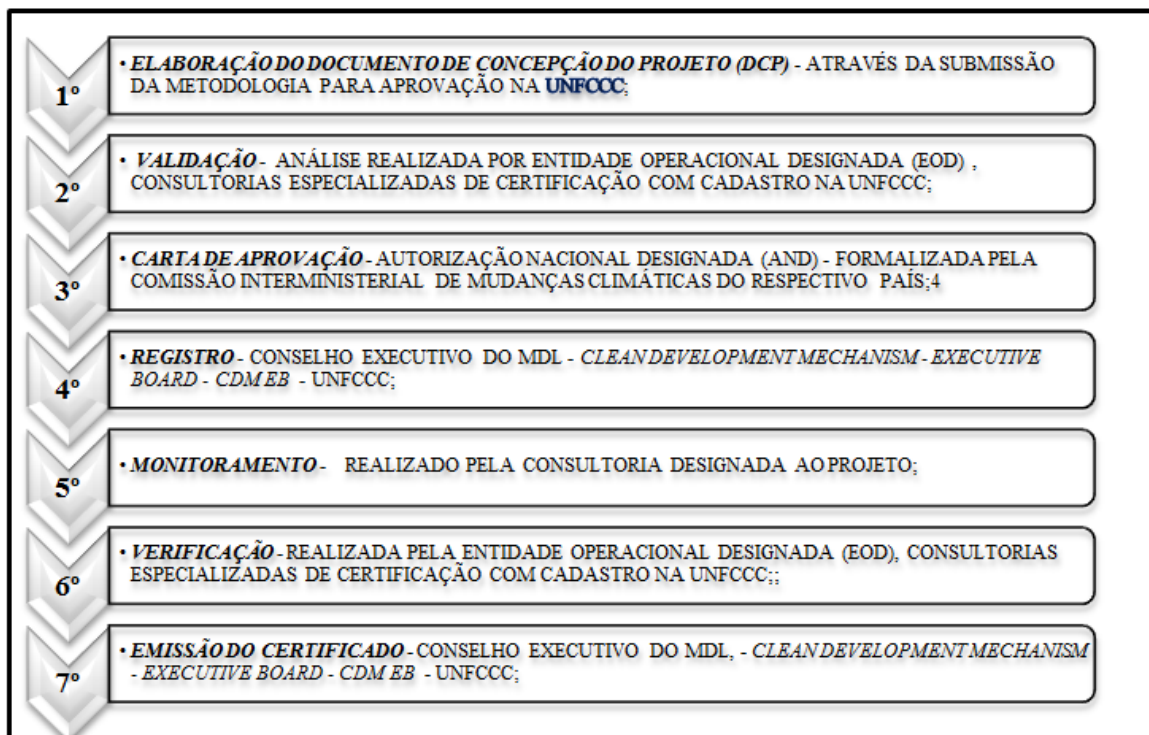 1º
• ELABORAÇÃO DO DOCUMENTO DE CONCEPÇÃO DO PROJETO (DCP) - ATRAVÉS DA SUBMISSÃO
DA METODOLOGIA PARA APROVAÇÃO NA UNFCCC;
2º
• VALIDAÇÃO - ANÁLISE REALIZADA POR ENTIDADE OPERACIONAL DESIGNADA (EOD) ,
CONSULTORIAS ESPECIALIZADAS DE CERTIFICAÇÃO COM CADASTRO NA UNFCCC;
3º
• CARTA DE APROVAÇÃO - AUTORIZAÇÃO NACIONAL DESIGNADA (AND) - FORMALIZADA PELA
COMISSÃO INTERMINISTERIAL DE MUDANÇAS CLIMÁTICAS DO RESPECTIVO PAÍS;4
4º
• REGISTRO - CONSELHO EXECUTIVO DO MDL - CLEAN DEVELOPMENT MECHANISM - EXECUTIVE
BOARD - CDM EB - UNFCCC;
5º
• MONITORAMENTO - REALIZADO PELA CONSULTORIA DESIGNADA AO PROJETO;
6º
• VERIFICAÇÃO - REALIZADA PELA ENTIDADE OPERACIONAL DESIGNADA (EOD), CONSULTORIAS
ESPECIALIZADAS DE CERTIFICAÇÃO COM CADASTRO NA UNFCCC;;
7º
• EMISSÃO DO CERTIFICADO - CONSELHO EXECUTIVO DO MDL, - CLEAN DEVELOPMENT MECHANISM
- EXECUTIVE BOARD - CDM EB - UNFCCC;